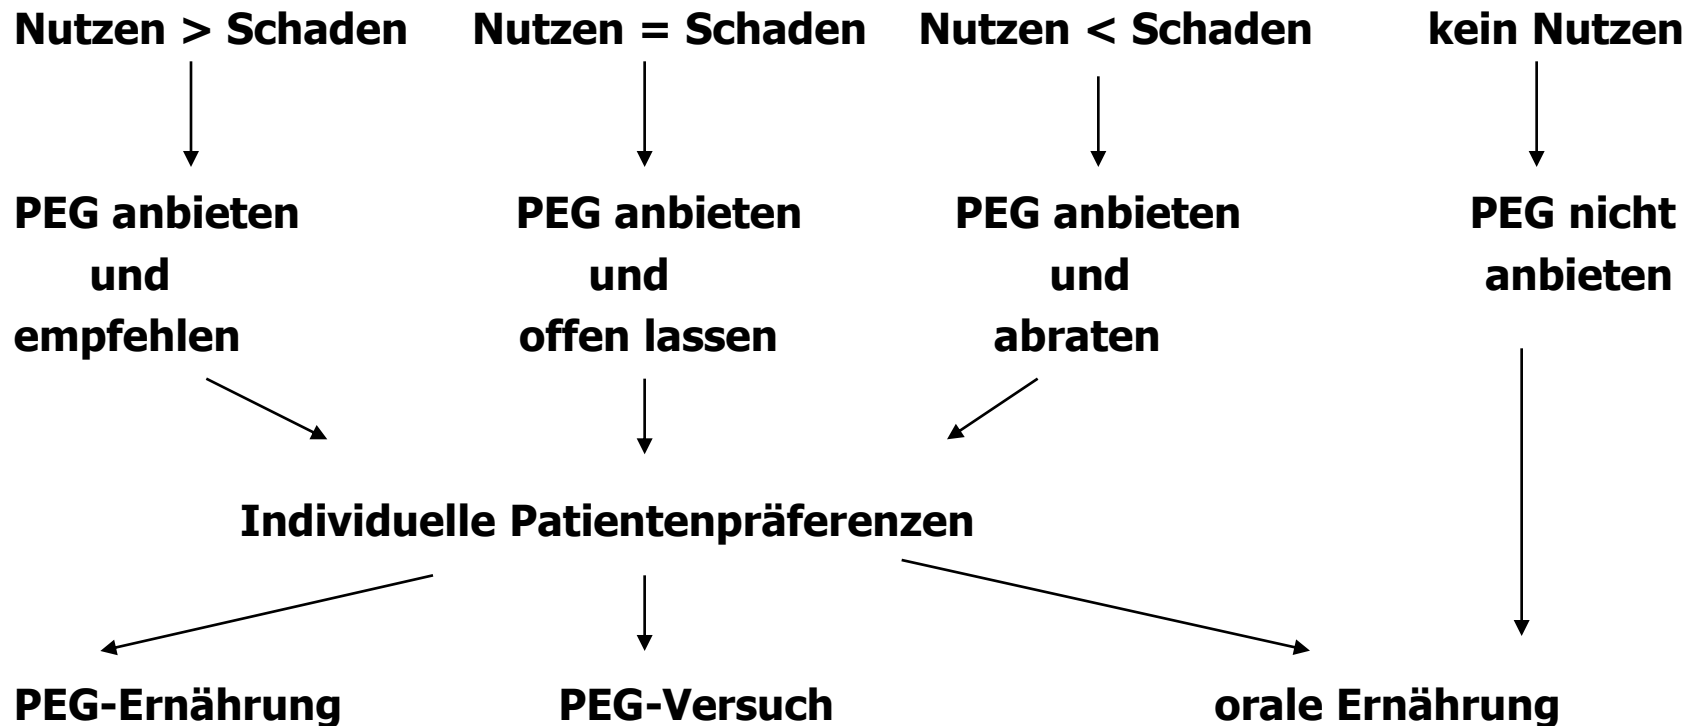 Nutzen > Schaden Nutzen = Schaden Nutzen < Schaden kein Nutzen
PEG anbieten PEG anbieten PEG anbieten PEG nicht
und und und anbieten
empfehlen offen lassen abraten
Individuelle Patientenpräferenzen
PEG-Ernährung PEG-Versuch orale Ernährung